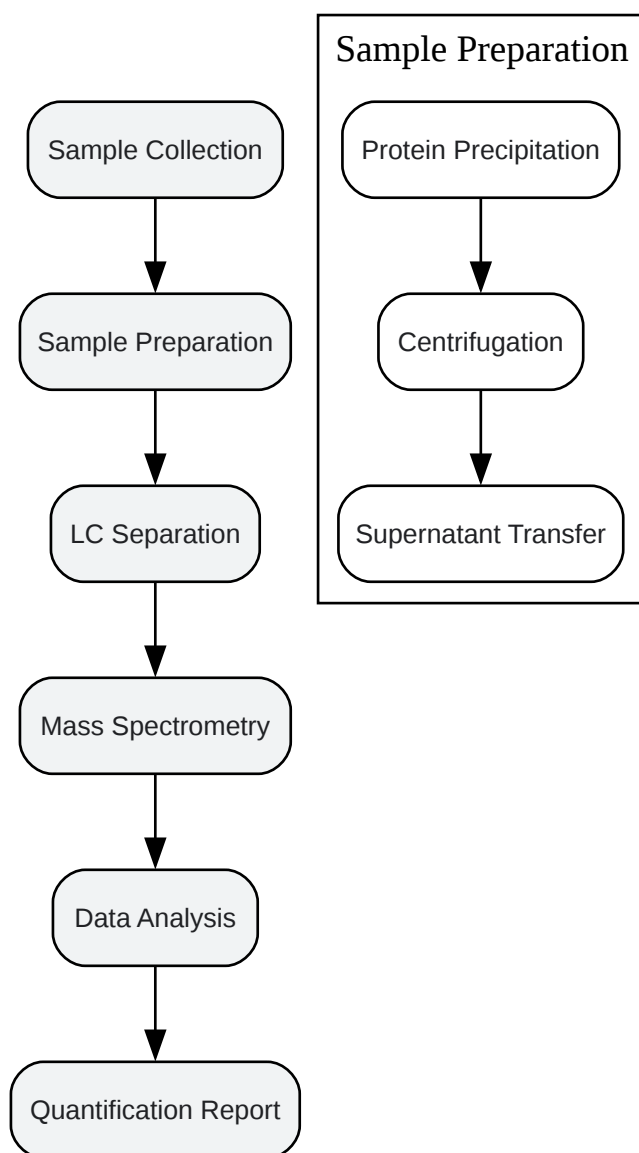 Sample Collection
Sample Preparation
LC Separation
Mass Spectrometry
Data Analysis
Quantification Report
Sample Preparation
Protein Precipitation
Centrifugation
Supernatant Transfer